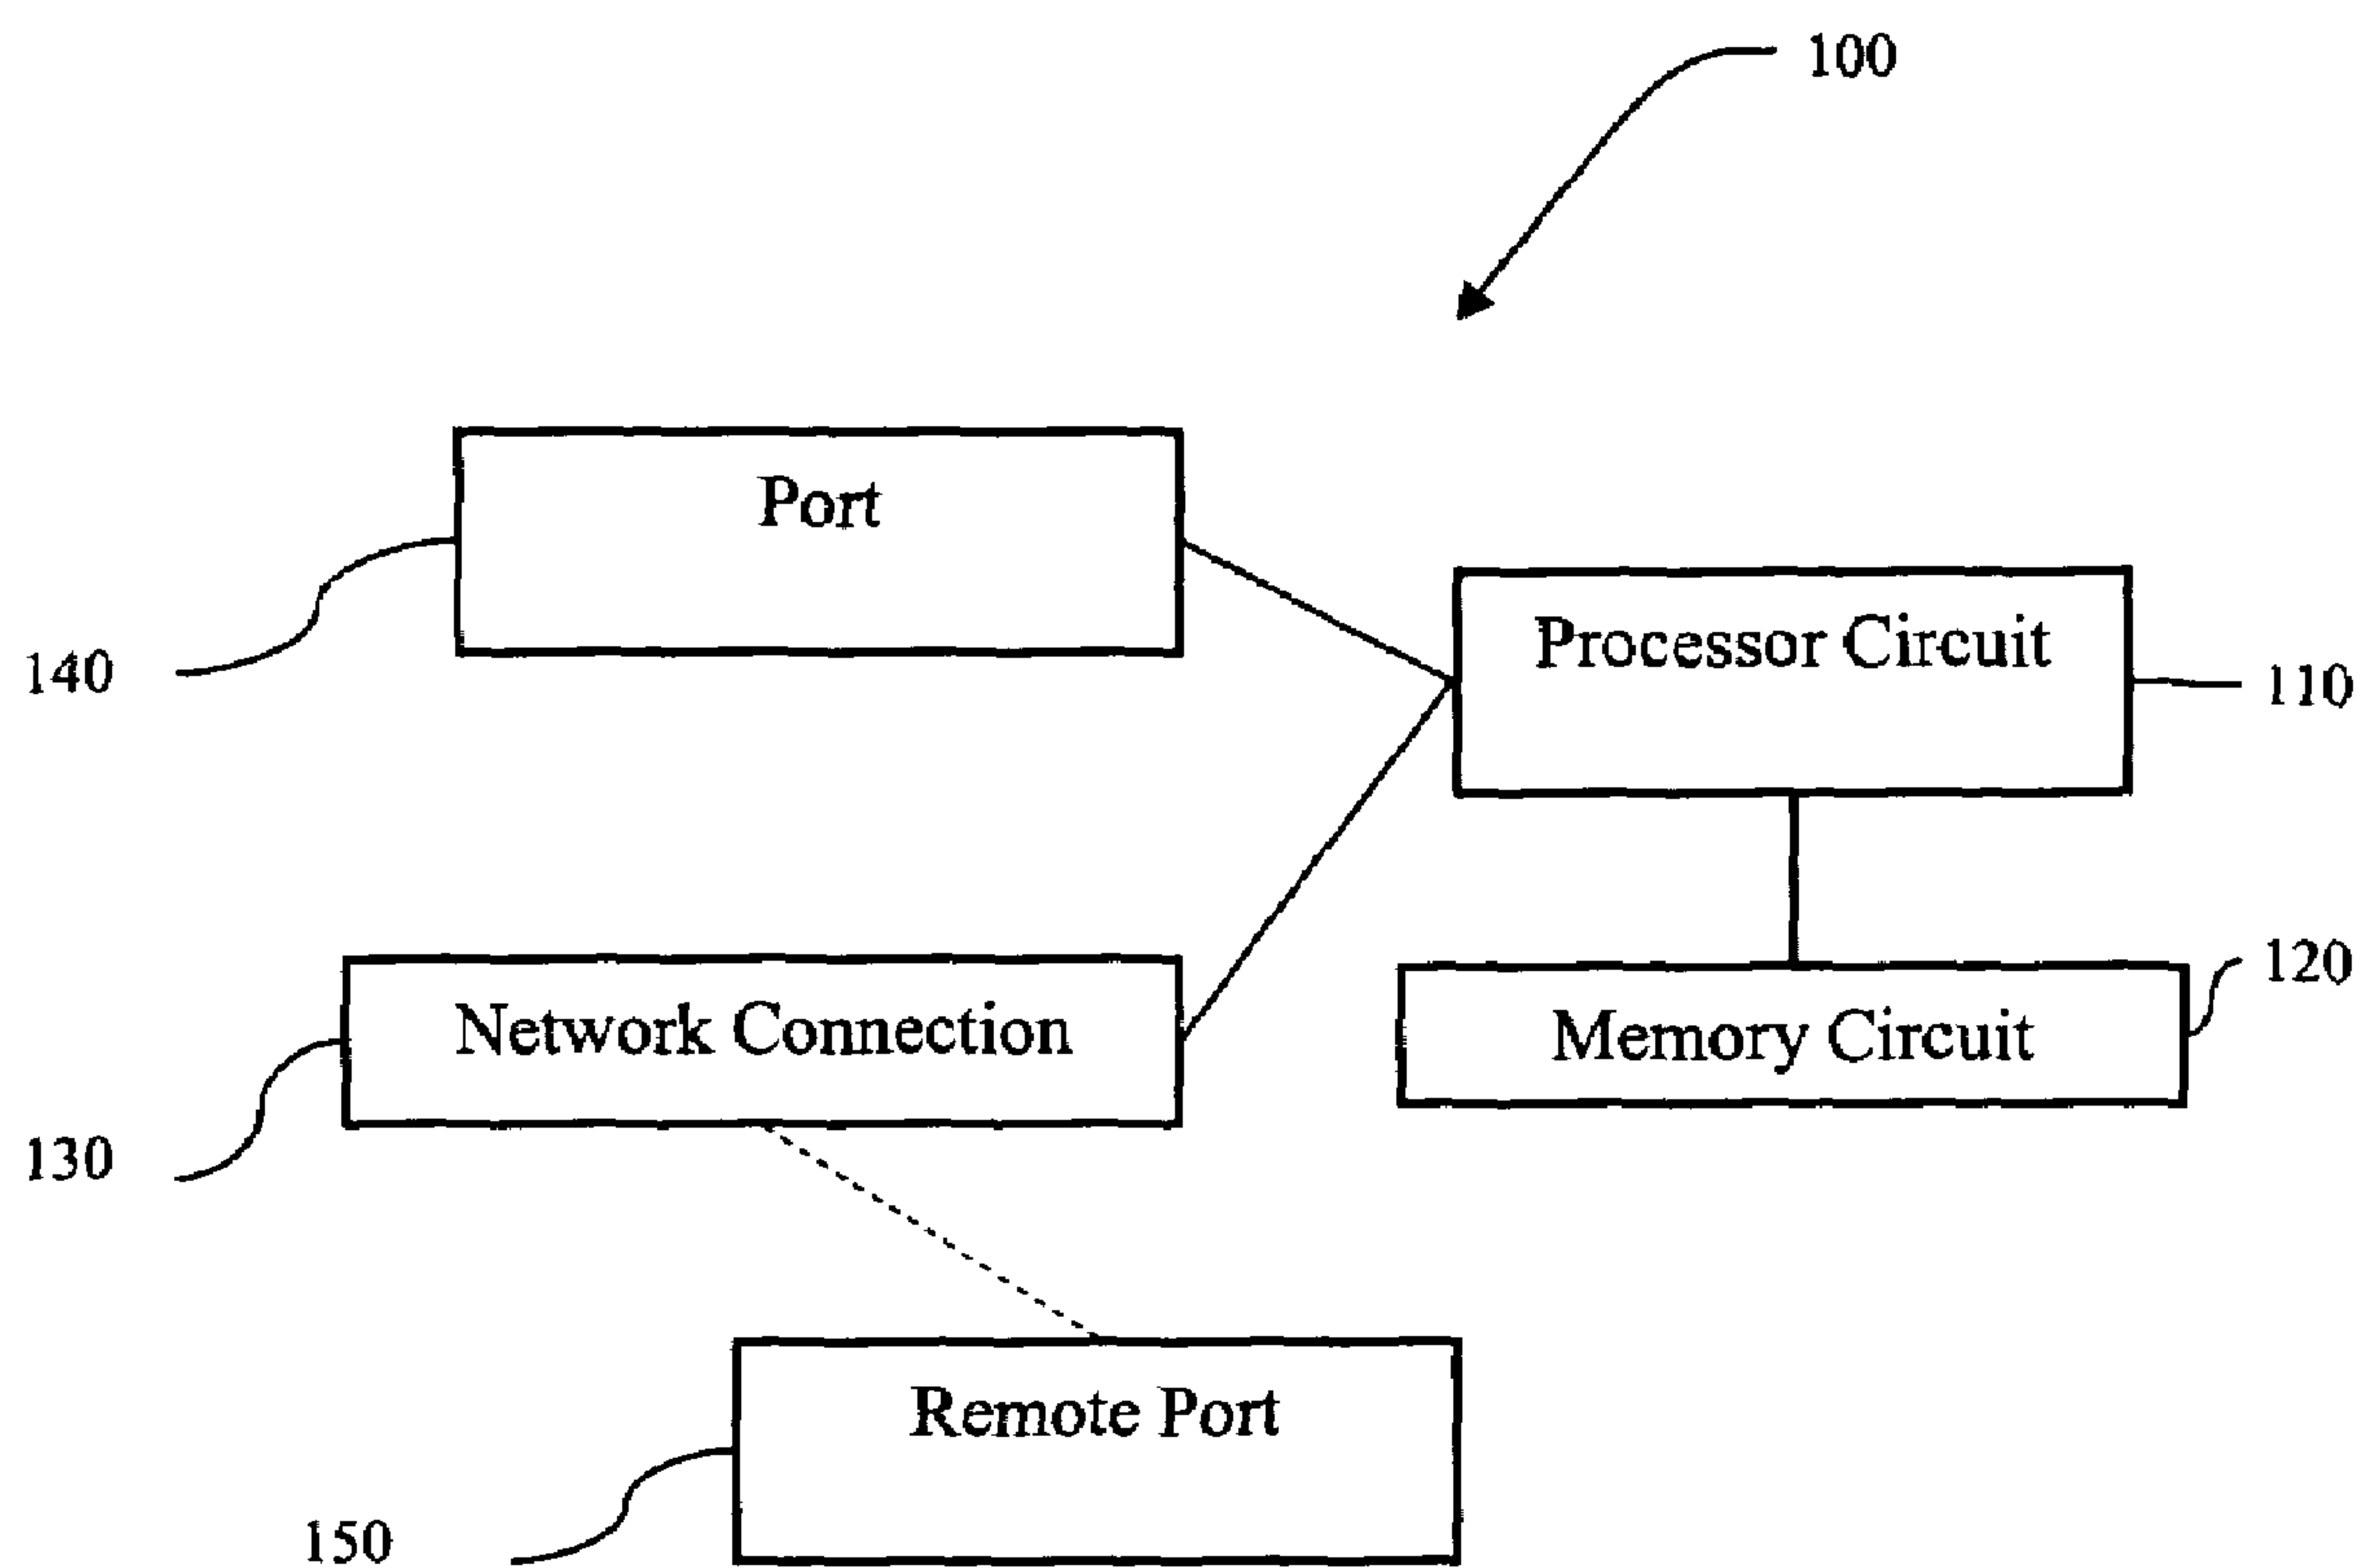 100
Port
Processor Circuit
140
110
Network Connection
Memory Circuit
120
130
Remote Port
150